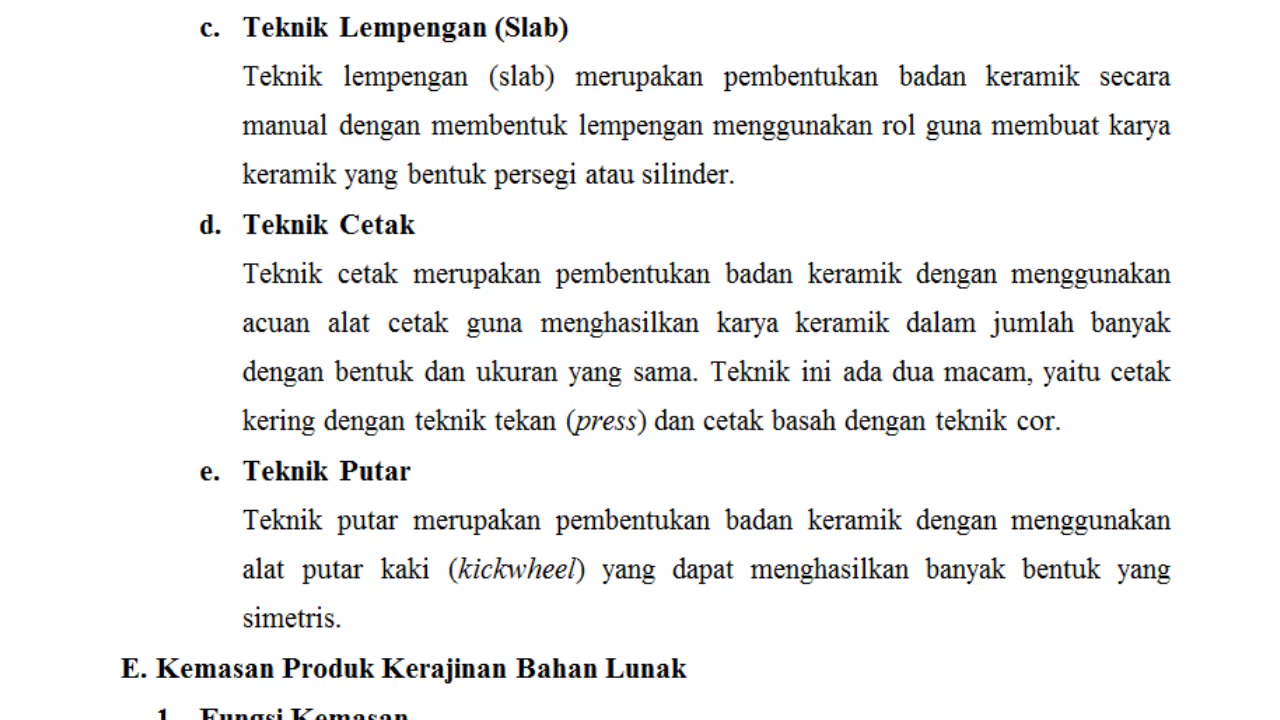 c. Teknik Lempengan (Slab)
Teknik lempengan (slab) merupakan pembentukan badan keramik secara
manual dengan membentuk lempengan menggunakan rol guna membuat karya
keramik yang bentuk persegi atau silinder.
d. Teknik Cetak
Teknik cetak merupakan pembentukan badan keramik dengan menggunakan
acuan alat cetak guna menghasilkan karya keramik dalam jumlah banyak
dengan bentuk dan ukuran yang sama. Teknik ini ada dua macam, yaitu cetak
kering dengan teknik tekan (press) dan cetak basah dengan teknik cor.
e. Teknik Putar
Teknik putar merupakan pembentukan badan keramik dengan menggunakan
alat putar kaki (kickwheel) yang dapat menghasilkan banyak bentuk yang
simetris.
E. Kemasan Produk Kerajinan Bahan Lunak
1. Fungsi Kemasan